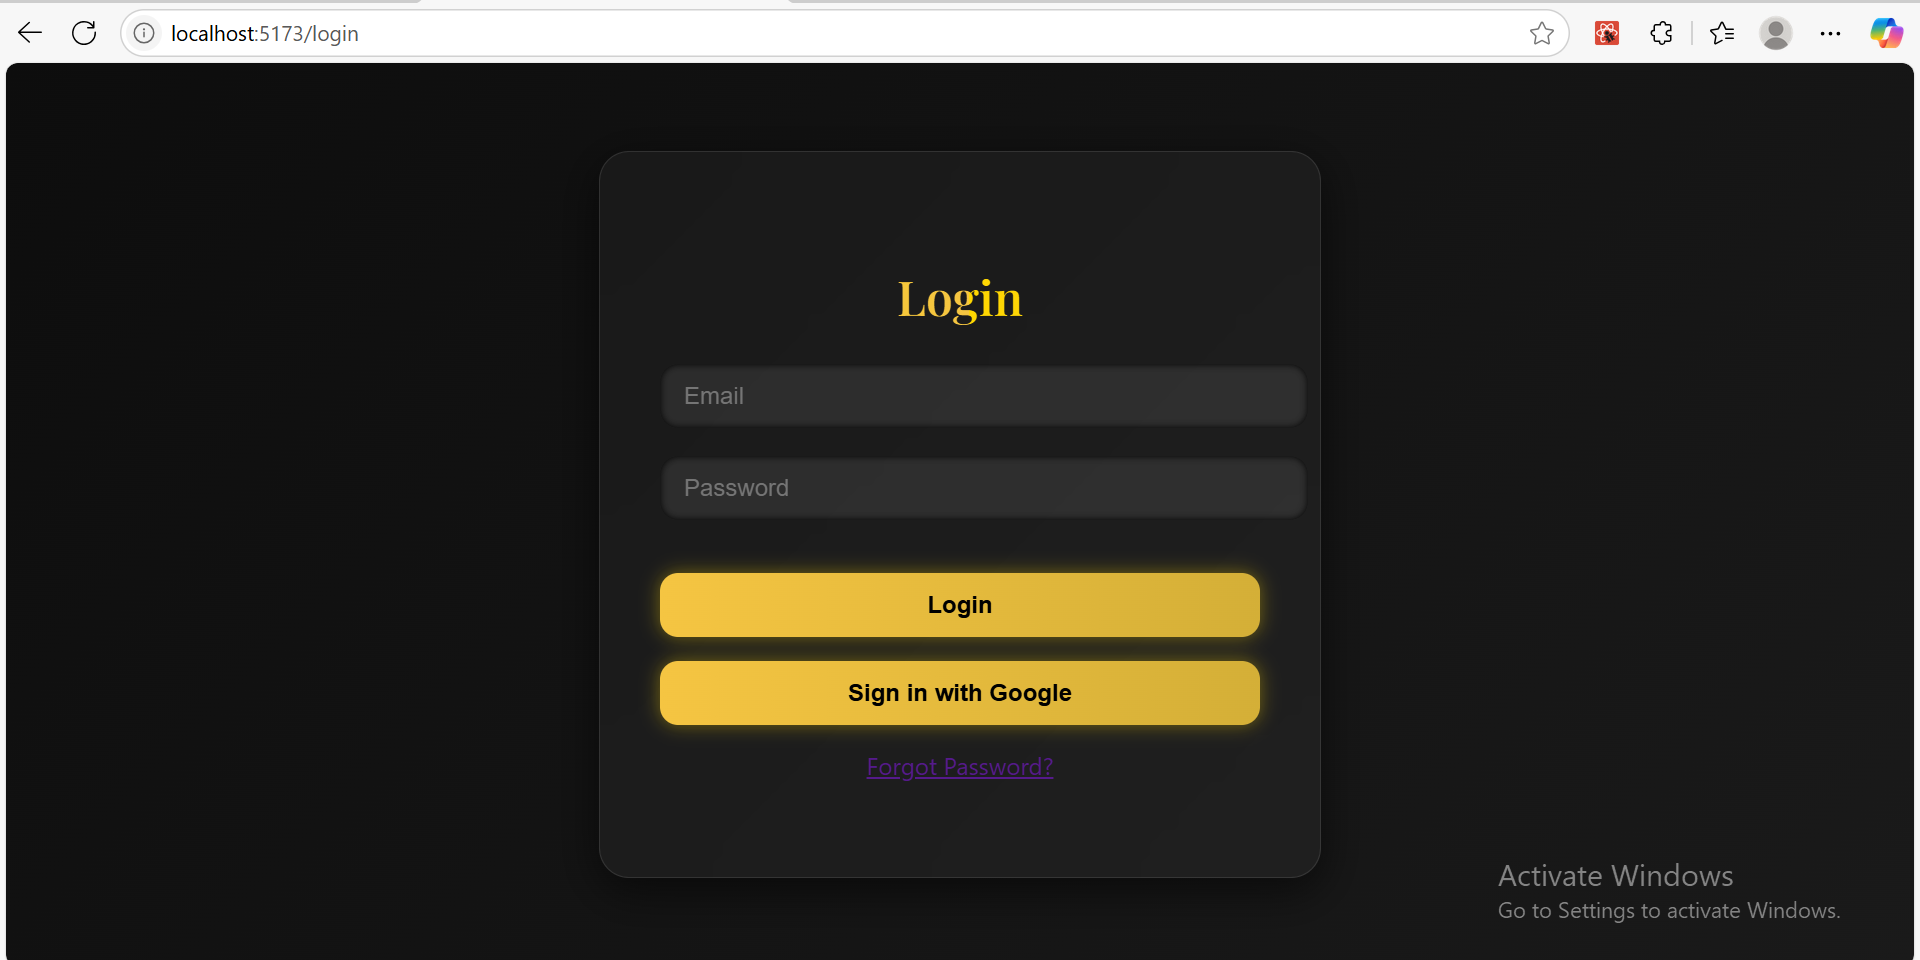 localhost:5173/login
Login
Email
Password
Login
Sign in with Google
Forgot Password?
Activate Windows
Go to Settings to activate Windows.